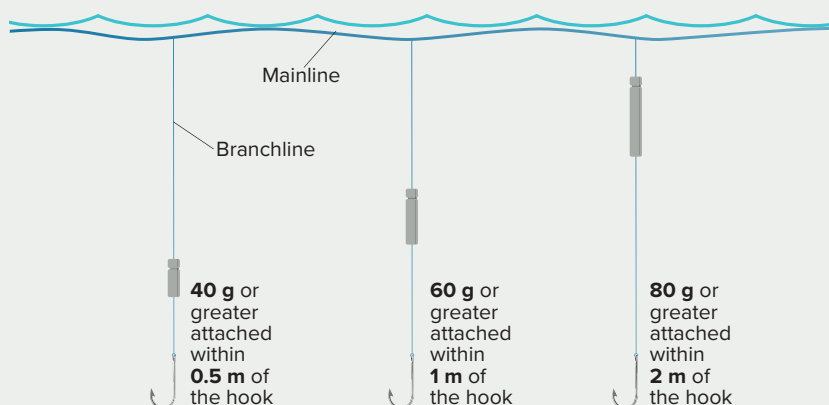 Mainline
Branchline
40 g or
greater
attached
within
0.5 m of
the hook
60 g or
greater
attached
within
1 m of
the hook
80 g or
greater
attached
within
2 m of
the hook